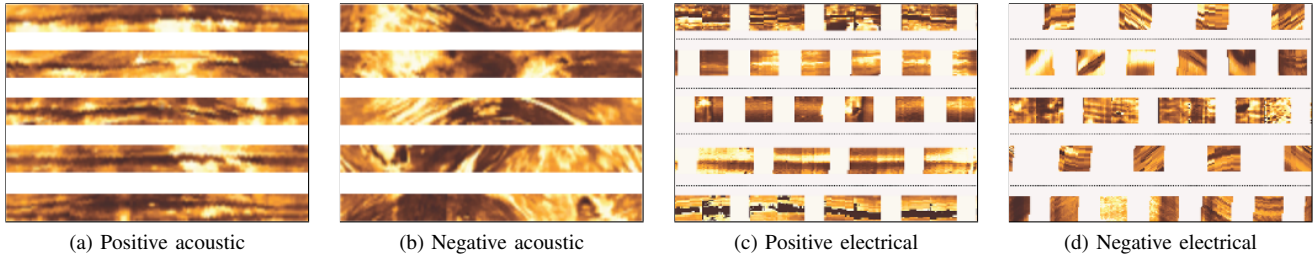 (a) Positive acoustic
(b) Negative acoustic
(c) Positive electrical
(d) Negative electrical